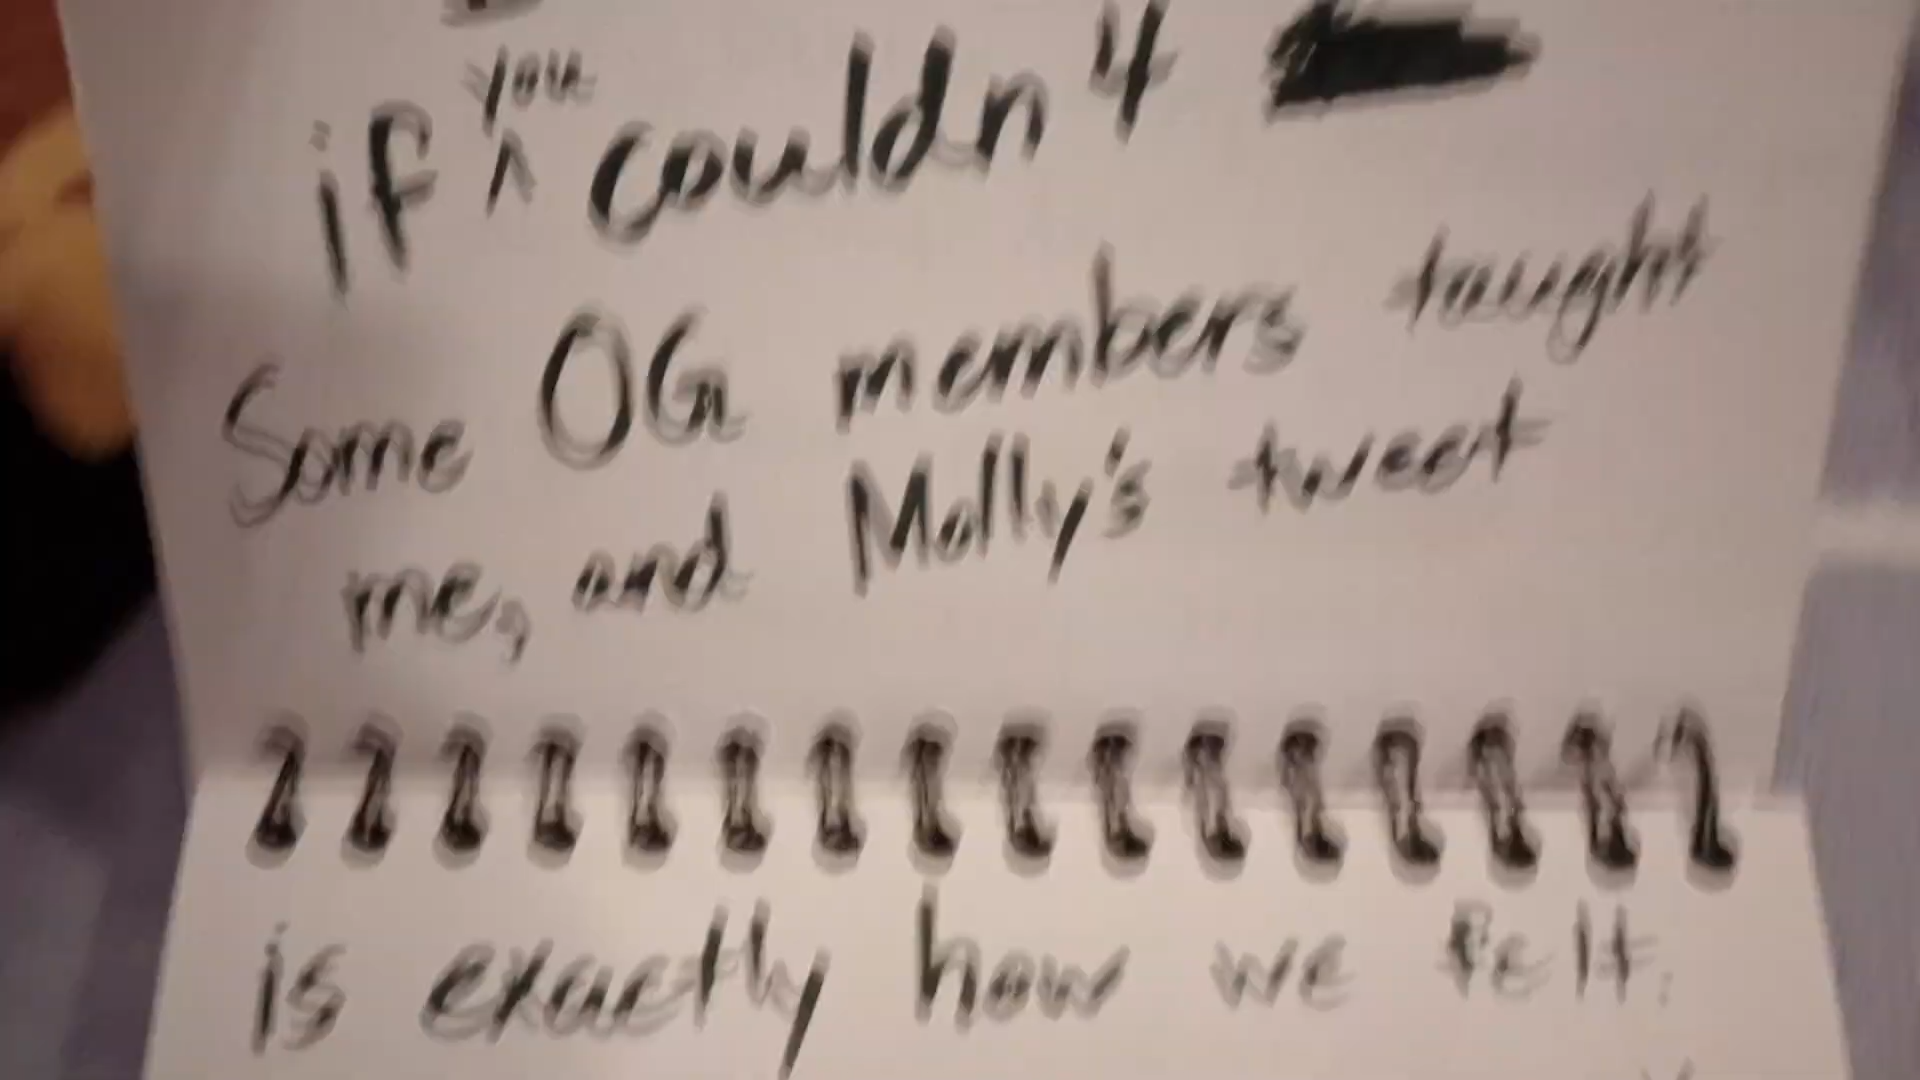 if you couldn't
Some OG members taught
me, and Molly's tweet
is exactly how we felt.